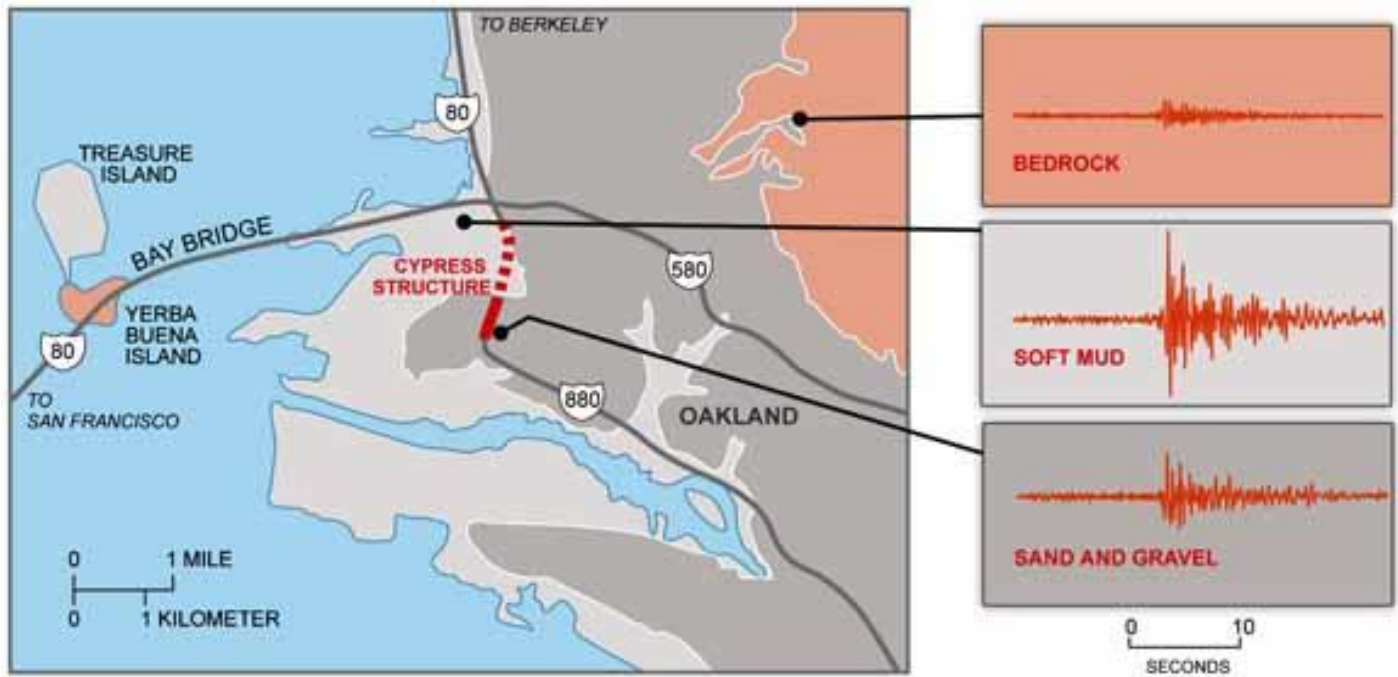 TO BERKELEY
80
TREASURE
ISLAND
BAY BRIDGE
CYPRESS
STRUCTURE
580
YERBA
BUENA
ISLAND
80
TO
SAN FRANCISCO
880
OAKLAND
0
1 MILE
0
1 KILOMETER
BEDROCK
SOFT MUD
SAND AND GRAVEL
0
10
SECONDS